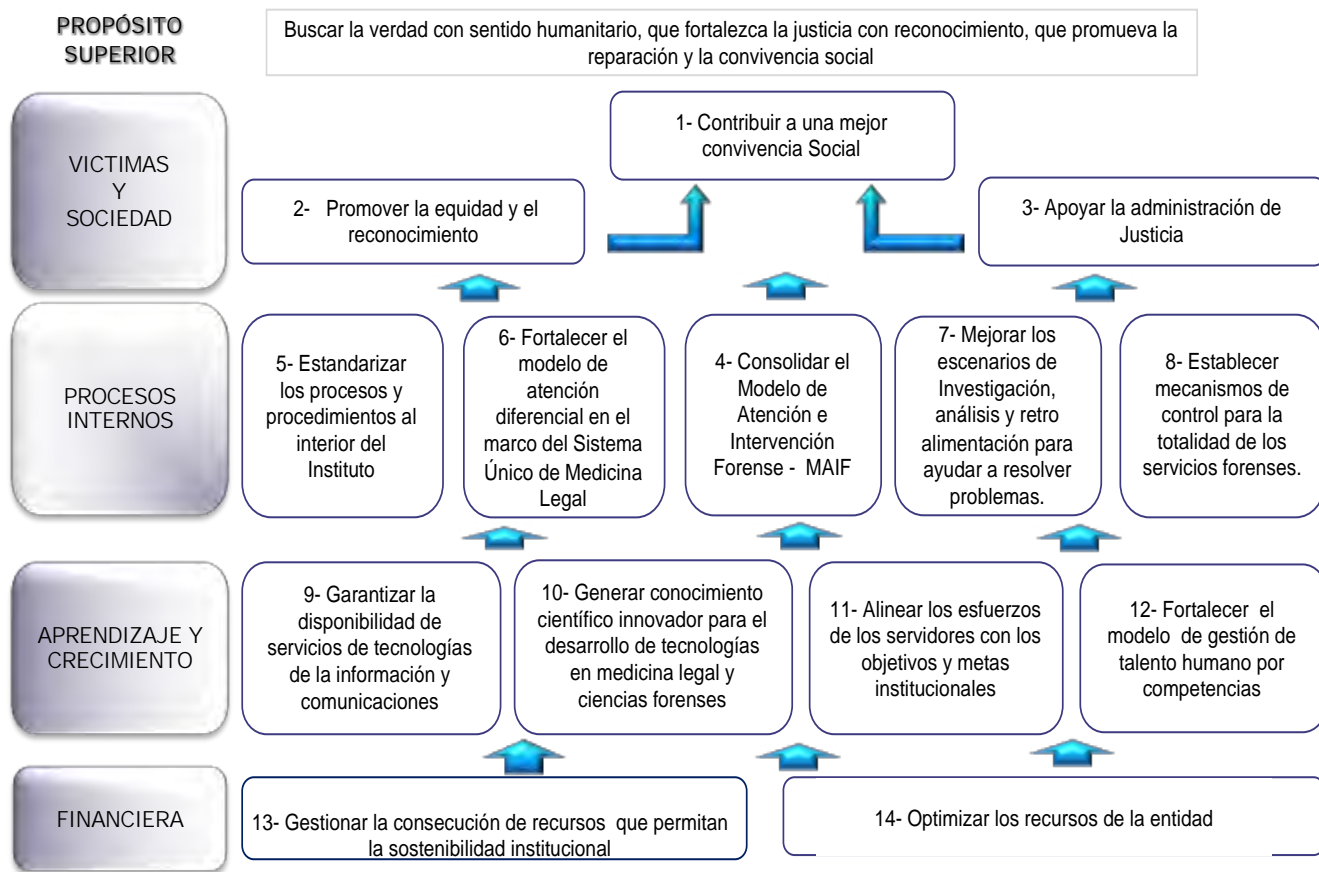 PROPÓSITO
SUPERIOR
Buscar la verdad con sentido humanitario, que fortalezca la justicia con reconocimiento, que promueva la
reparación y la convivencia social
VICTIMAS
Y
SOCIEDAD
1- Contribuir a una mejor
convivencia Social
2- Promover la equidad y el
reconocimiento
3- Apoyar la administración de
Justicia
PROCESOS
INTERNOS
5- Estandarizar
los procesos y
procedimientos al
interior del
Instituto
6- Fortalecer el
modelo de
atención
diferencial en el
marco del Sistema
Único de Medicina
Legal
4- Consolidar el
Modelo de
Atención e
Intervención
Forense - MAIF
7- Mejorar los
escenarios de
Investigación,
análisis y retro
alimentación para
ayudar a resolver
problemas.
8- Establecer
mecanismos de
control para la
totalidad de los
servicios forenses.
APRENDIZAJE Y
CRECIMIENTO
9- Garantizar la
disponibilidad de
servicios de tecnologías
de la información y
comunicaciones
10- Generar conocimiento
científico innovador para el
desarrollo de tecnologías
en medicina legal y
ciencias forenses
11- Alinear los esfuerzos
de los servidores con los
objetivos y metas
institucionales
12- Fortalecer el
modelo de gestión de
talento humano por
competencias
FINANCIERA
13- Gestionar la consecución de recursos que permitan
la sostenibilidad institucional
14- Optimizar los recursos de la entidad